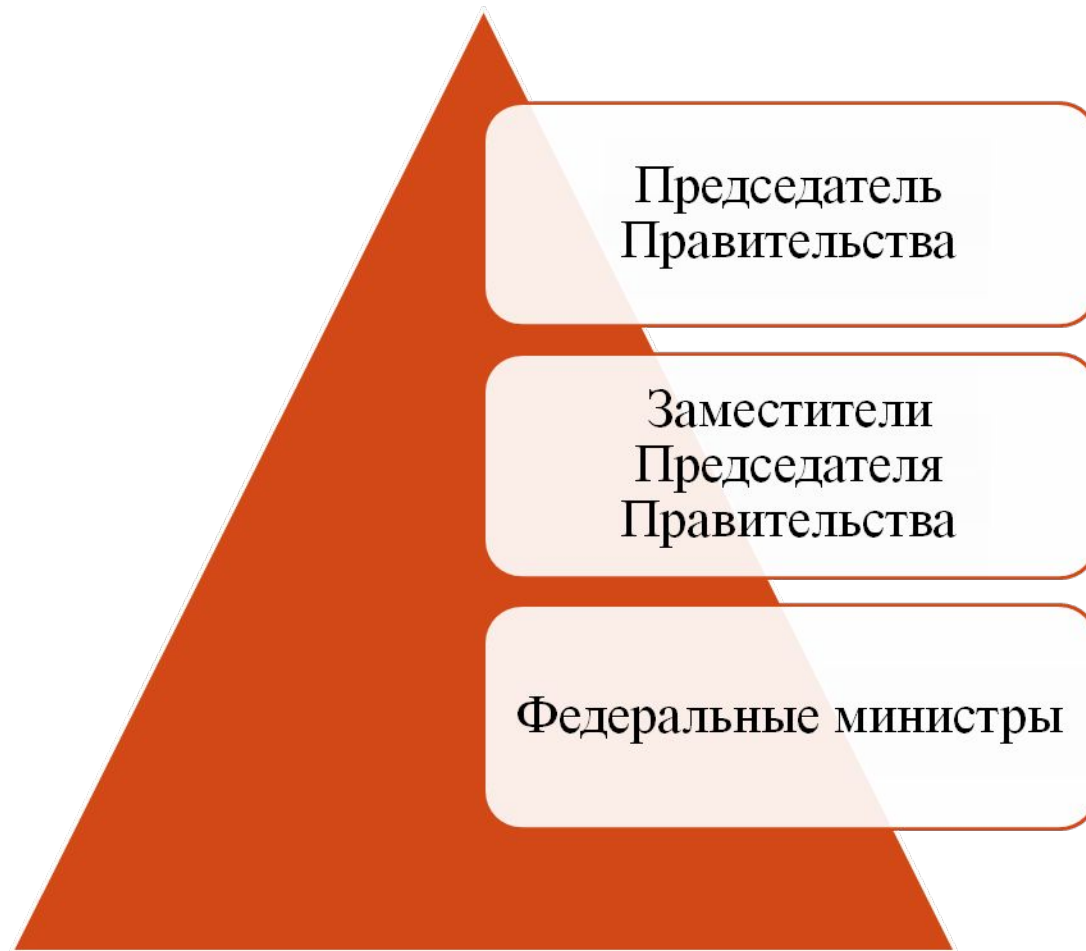 Председатель
Правительства
Заместители
Председателя
Правительства
Федеральные министры